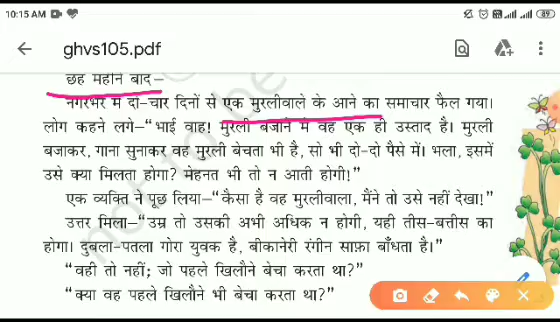 10:15 AM
89
ghvs105.pdf
छह महीने बाद–
नगरभर में दो-चार दिनों से एक मुरलीवाले के आने का समाचार फैल गया।
लोग कहने लगे–“भाई वाह! मुरली बजाने में वह एक ही उस्ताद है। मुरली
बजाकर, गाना सुनाकर वह मुरली बेचता भी है, सो भी दो-दो पैसे में। भला, इसमें
उसे क्या मिलता होगा? मेहनत भी तो न आती होगी!”
एक व्यक्ति ने पूछ लिया–“कैसा है वह मुरलीवाला, मैंने तो उसे नहीं देखा!”
उत्तर मिला–“उम्र तो उसकी अभी अधिक न होगी, यही तीस-बत्तीस का
होगा। दुबला-पतला गोरा युवक है, बीकानेरी रंगीन साफ़ा बाँधता है।”
“वही तो नहीं; जो पहले खिलौने बेचा करता था?”
“क्या वह पहले खिलौने भी बेचा करता था?”